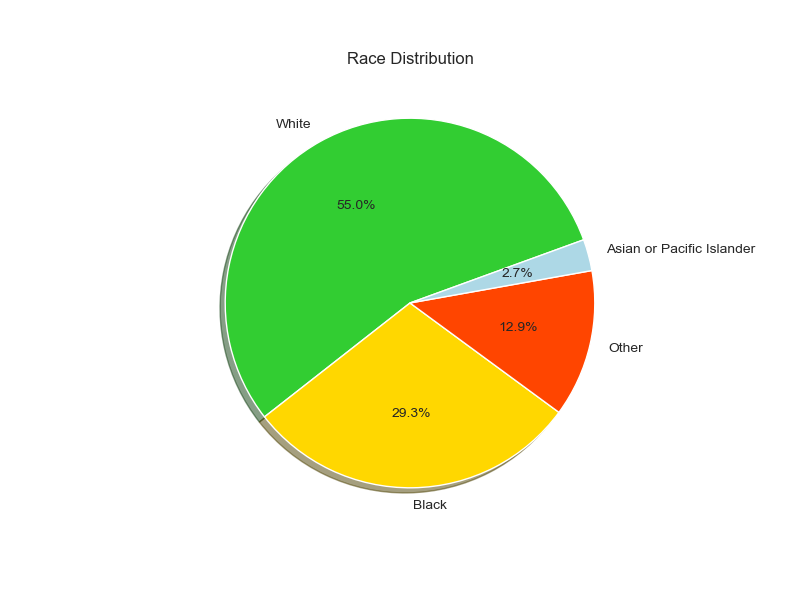 Race Distribution
White
55.0%
Asian or Pacific Islander
2.7%
12.9%
Other
29.3%
Black